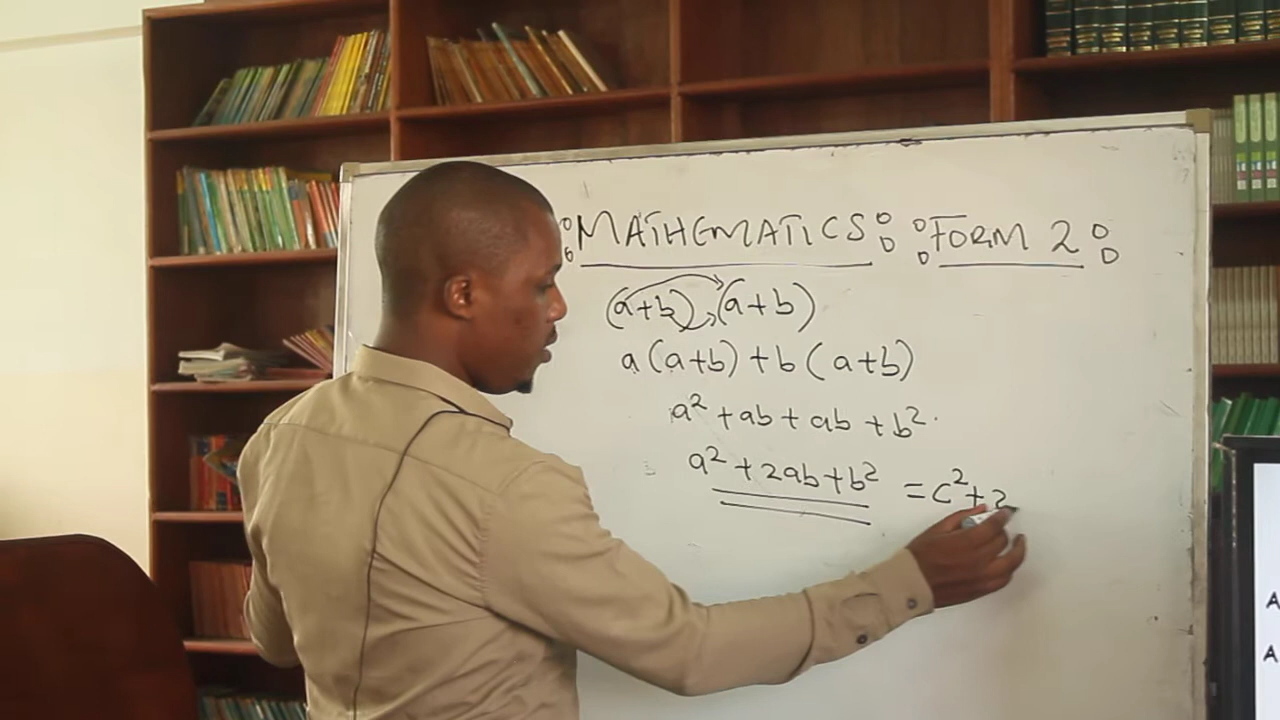 MATHEMATICS FORM 2
(a+b)(a+b)
a(a+b)+b(a+b)
a²+ab+ab+b².
a²+2ab+b² =c²+2
A
A